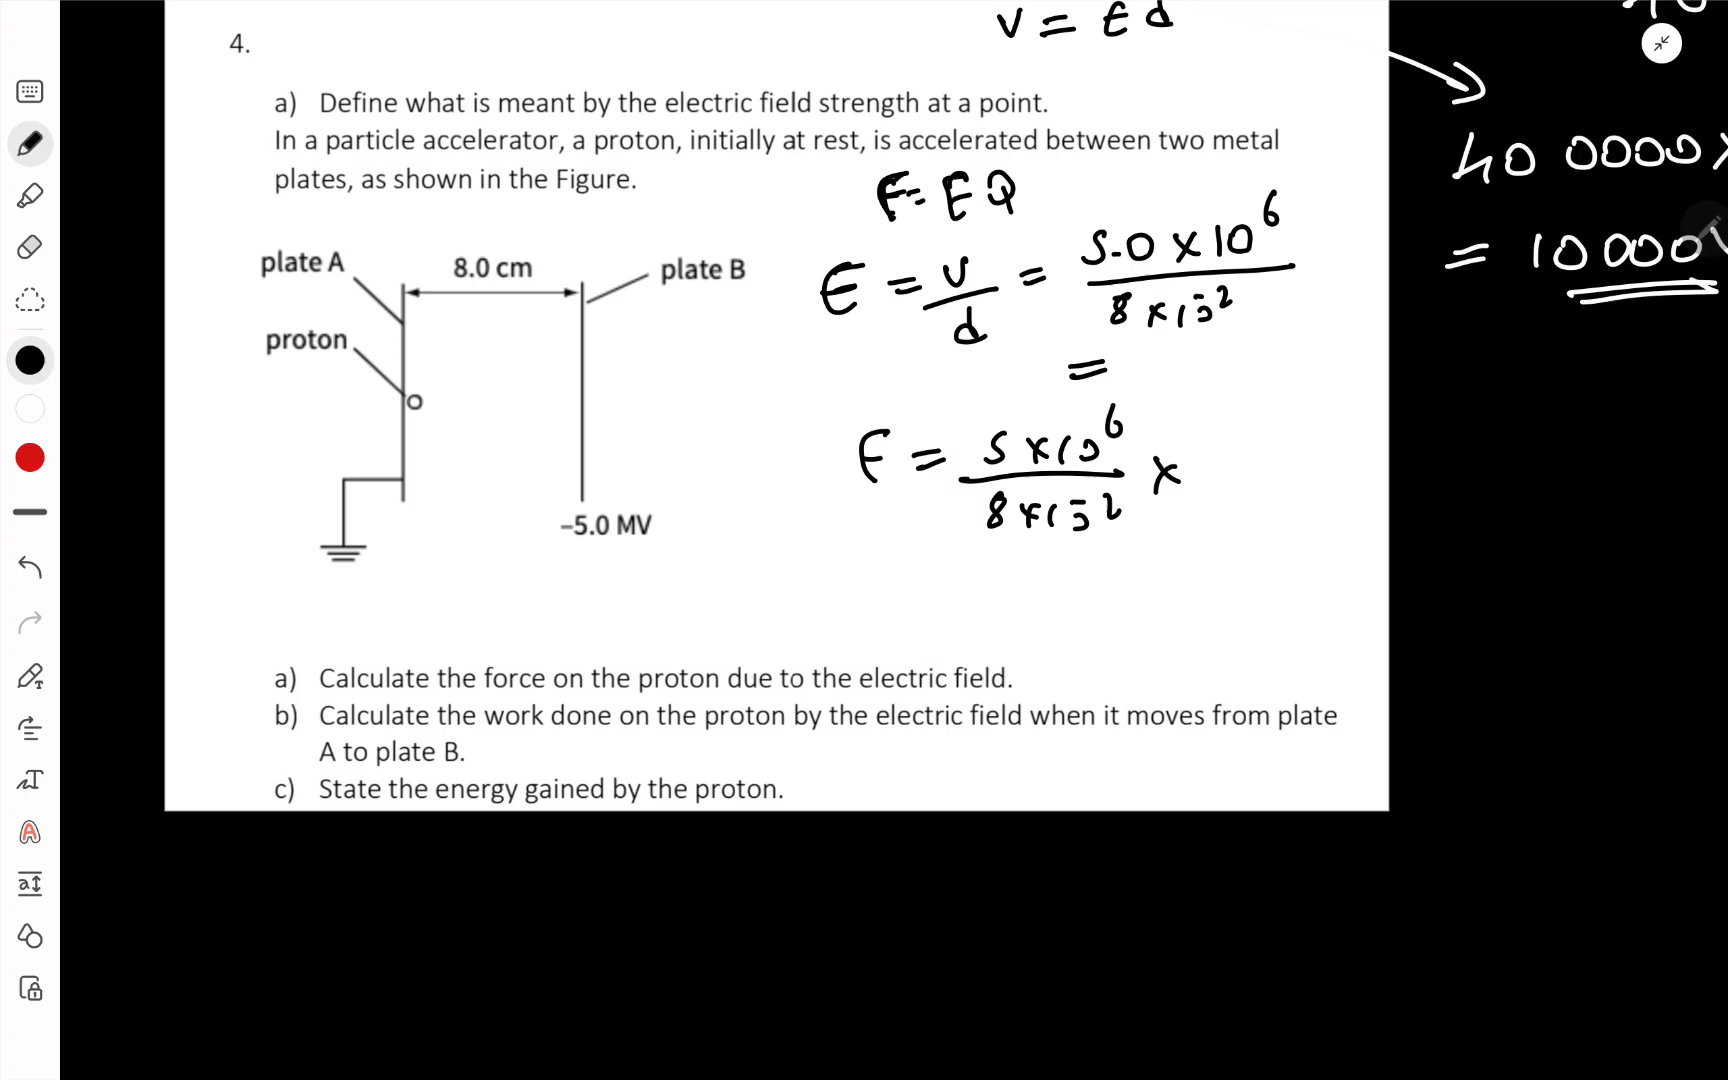 V = Ed
4.
a) Define what is meant by the electric field strength at a point.
In a particle accelerator, a proton, initially at rest, is accelerated between two metal
plates, as shown in the Figure.
40 0000 x
= 10 000
F = EQ
E = V/d = 5.0 x 10^6 / 8 x 10^-2
=
F = 5 x 10^6 / 8 x 10^-2 x
plate A
8.0 cm
plate B
proton
–5.0 MV
a) Calculate the force on the proton due to the electric field.
b) Calculate the work done on the proton by the electric field when it moves from plate
A to plate B.
c) State the energy gained by the proton.